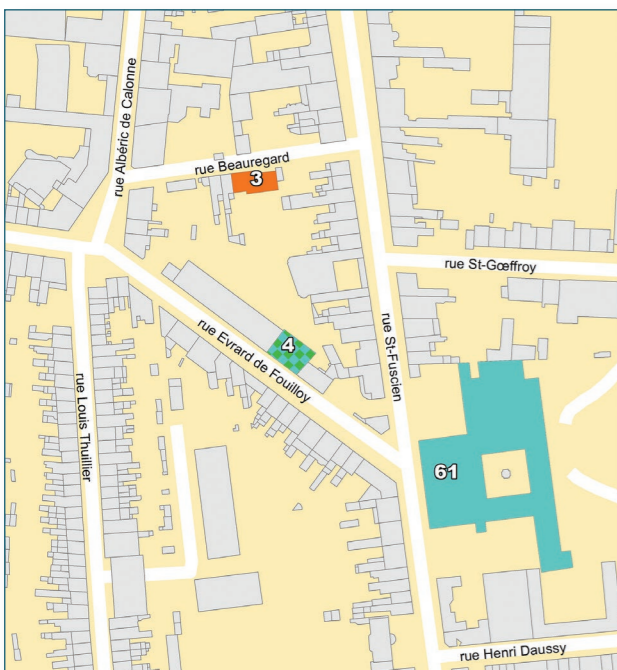 rue Albéric de Calonne
rue Beauregard
3
rue St-Gœffroy
4
rue Evrard de Fouilloy
rue St-Fuscien
rue Louis Thuillier
61
rue Henri Daussy